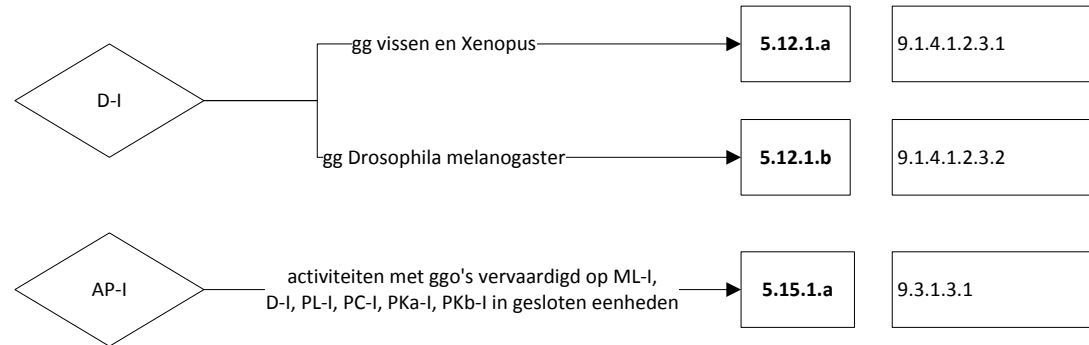 gg vissen en Xenopus
5.12.1.a
9.1.4.1.2.3.1
D-I
gg Drosophila melanogaster
5.12.1.b
9.1.4.1.2.3.2
AP-I
activiteiten met ggo's vervaardigd op ML-I,
D-I, PL-I, PC-I, PKa-I, PKb-I in gesloten eenheden
5.15.1.a
9.3.1.3.1